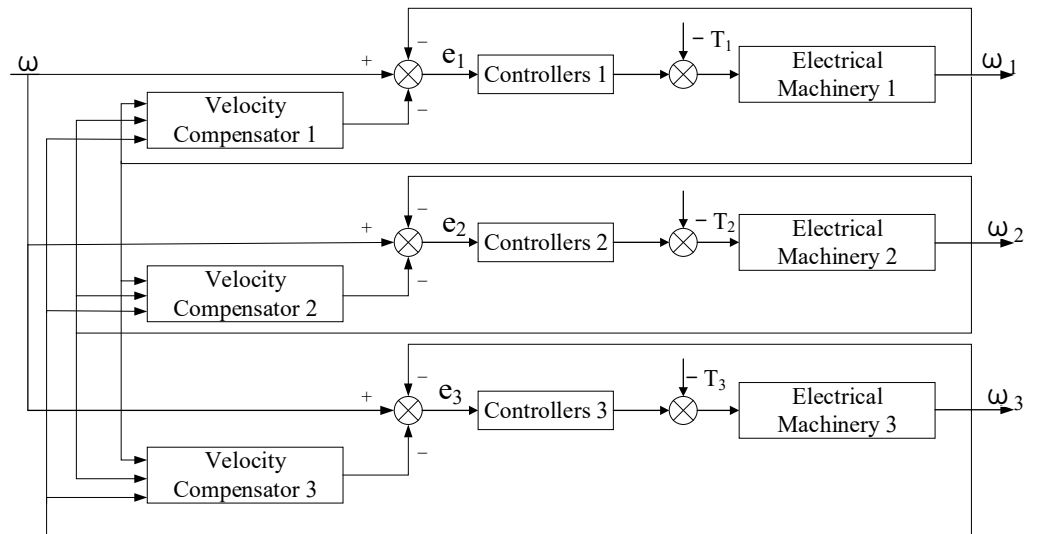 − − T₁
ω + e₁ Controllers 1 Electrical Machinery 1 ω₁
Velocity
Compensator 1
−
− − T₂
+ e₂ Controllers 2 Electrical Machinery 2 ω₂
Velocity
Compensator 2
−
− − T₃
+ e₃ Controllers 3 Electrical Machinery 3 ω₃
Velocity
Compensator 3
−